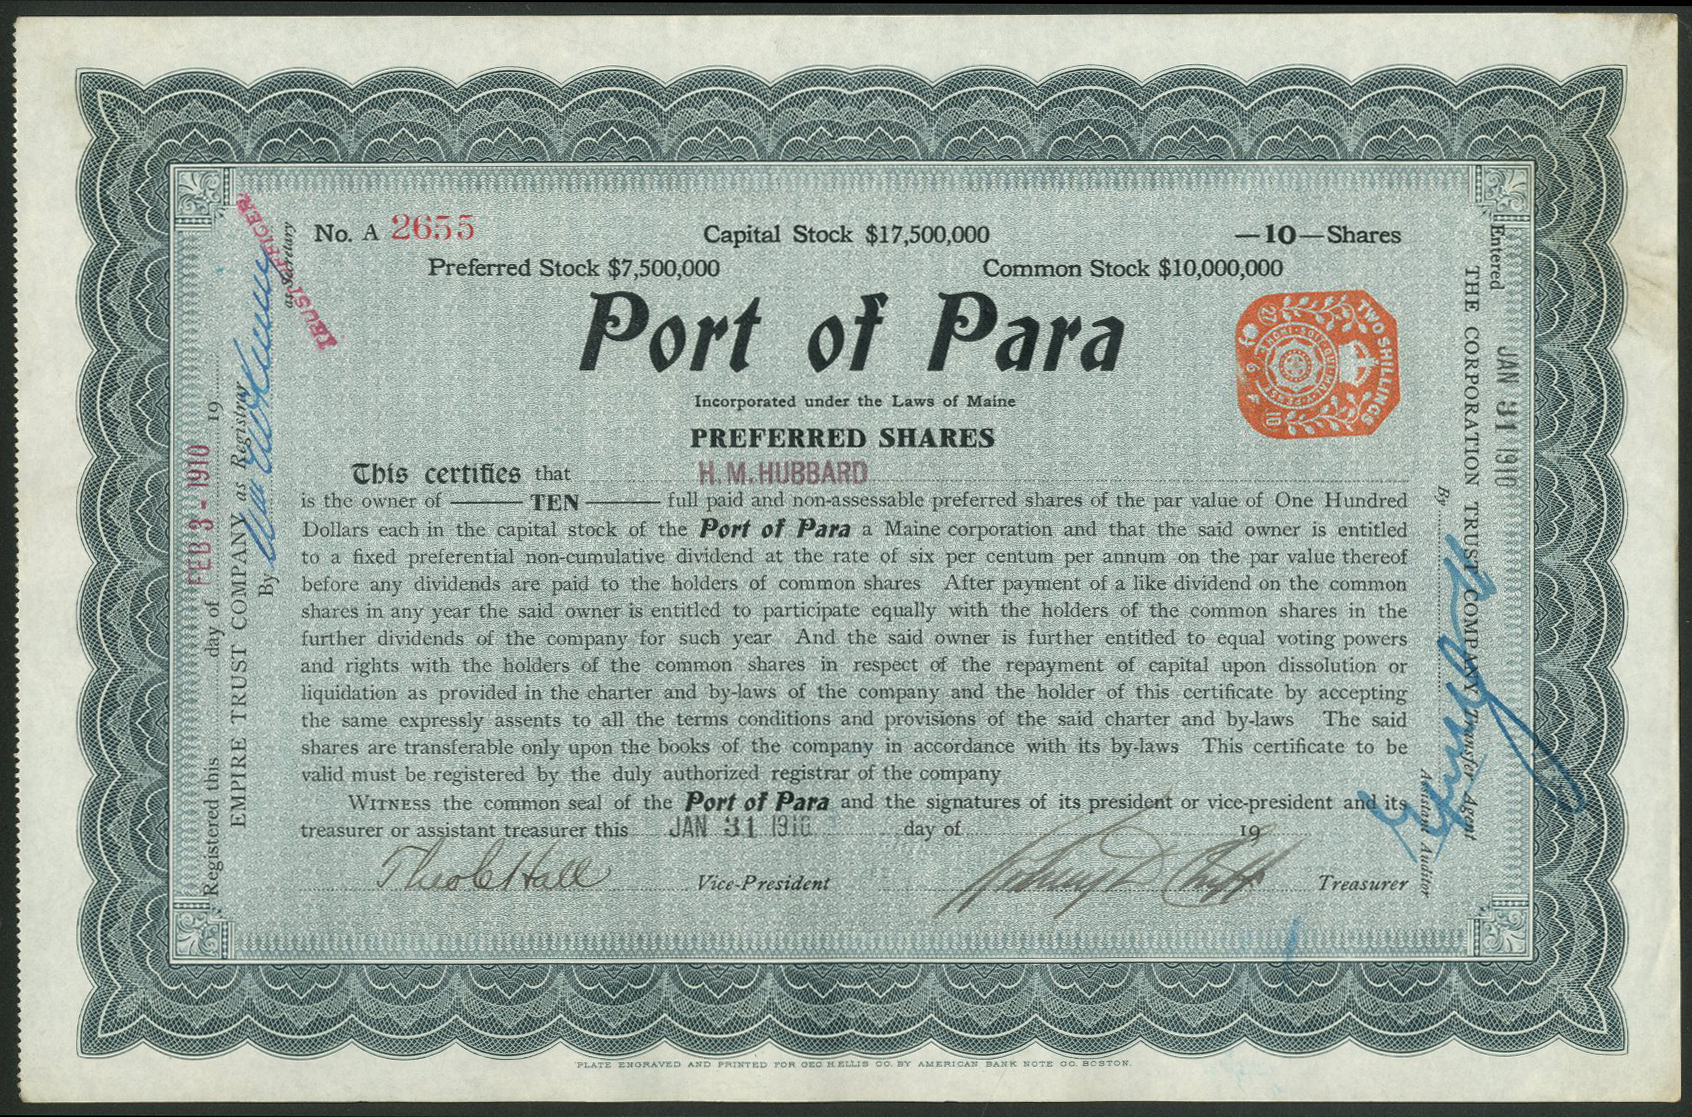 No. A 2655
Capital Stock $17,500,000
—10—Shares
Preferred Stock $7,500,000
Common Stock $10,000,000
Port of Para
TWO SHILLINGS
HONI·SOIT·QUI·MAL·Y·PENSE
Incorporated under the Laws of Maine
PREFERRED SHARES
This certifies that H. M. HUBBARD
is the owner of —— TEN —— full paid and non-assessable preferred shares of the par value of One Hundred
Dollars each in the capital stock of the Port of Para a Maine corporation and that the said owner is entitled
to a fixed preferential non-cumulative dividend at the rate of six per centum per annum on the par value thereof
before any dividends are paid to the holders of common shares After payment of a like dividend on the common
shares in any year the said owner is entitled to participate equally with the holders of the common shares in the
further dividends of the company for such year And the said owner is further entitled to equal voting powers
and rights with the holders of the common shares in respect of the repayment of capital upon dissolution or
liquidation as provided in the charter and by-laws of the company and the holder of this certificate by accepting
the same expressly assents to all the terms conditions and provisions of the said charter and by-laws The said
shares are transferable only upon the books of the company in accordance with its by-laws This certificate to be
valid must be registered by the duly authorized registrar of the company
WITNESS the common seal of the Port of Para and the signatures of its president or vice-president and its
treasurer or assistant treasurer this JAN 31 1910 day of 19
Theo C Hall Vice-President
Treasurer
Registered this day of FEB 3 - 1910 19
EMPIRE TRUST COMPANY as Registrar
By
as Secretary
TRUST OFFICER
Entered JAN 31 1910
THE CORPORATION TRUST COMPANY Transfer Agent
By
Assistant Auditor
PLATE ENGRAVED AND PRINTED FOR GEO. H. ELLIS CO. BY AMERICAN BANK NOTE CO. BOSTON.